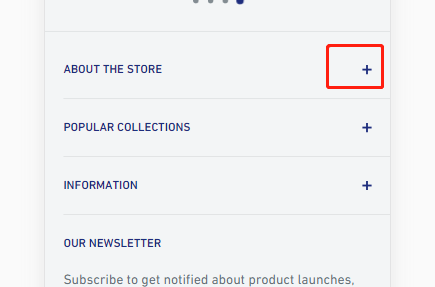 ABOUT THE STORE +
POPULAR COLLECTIONS +
INFORMATION +
OUR NEWSLETTER
Subscribe to get notified about product launches,